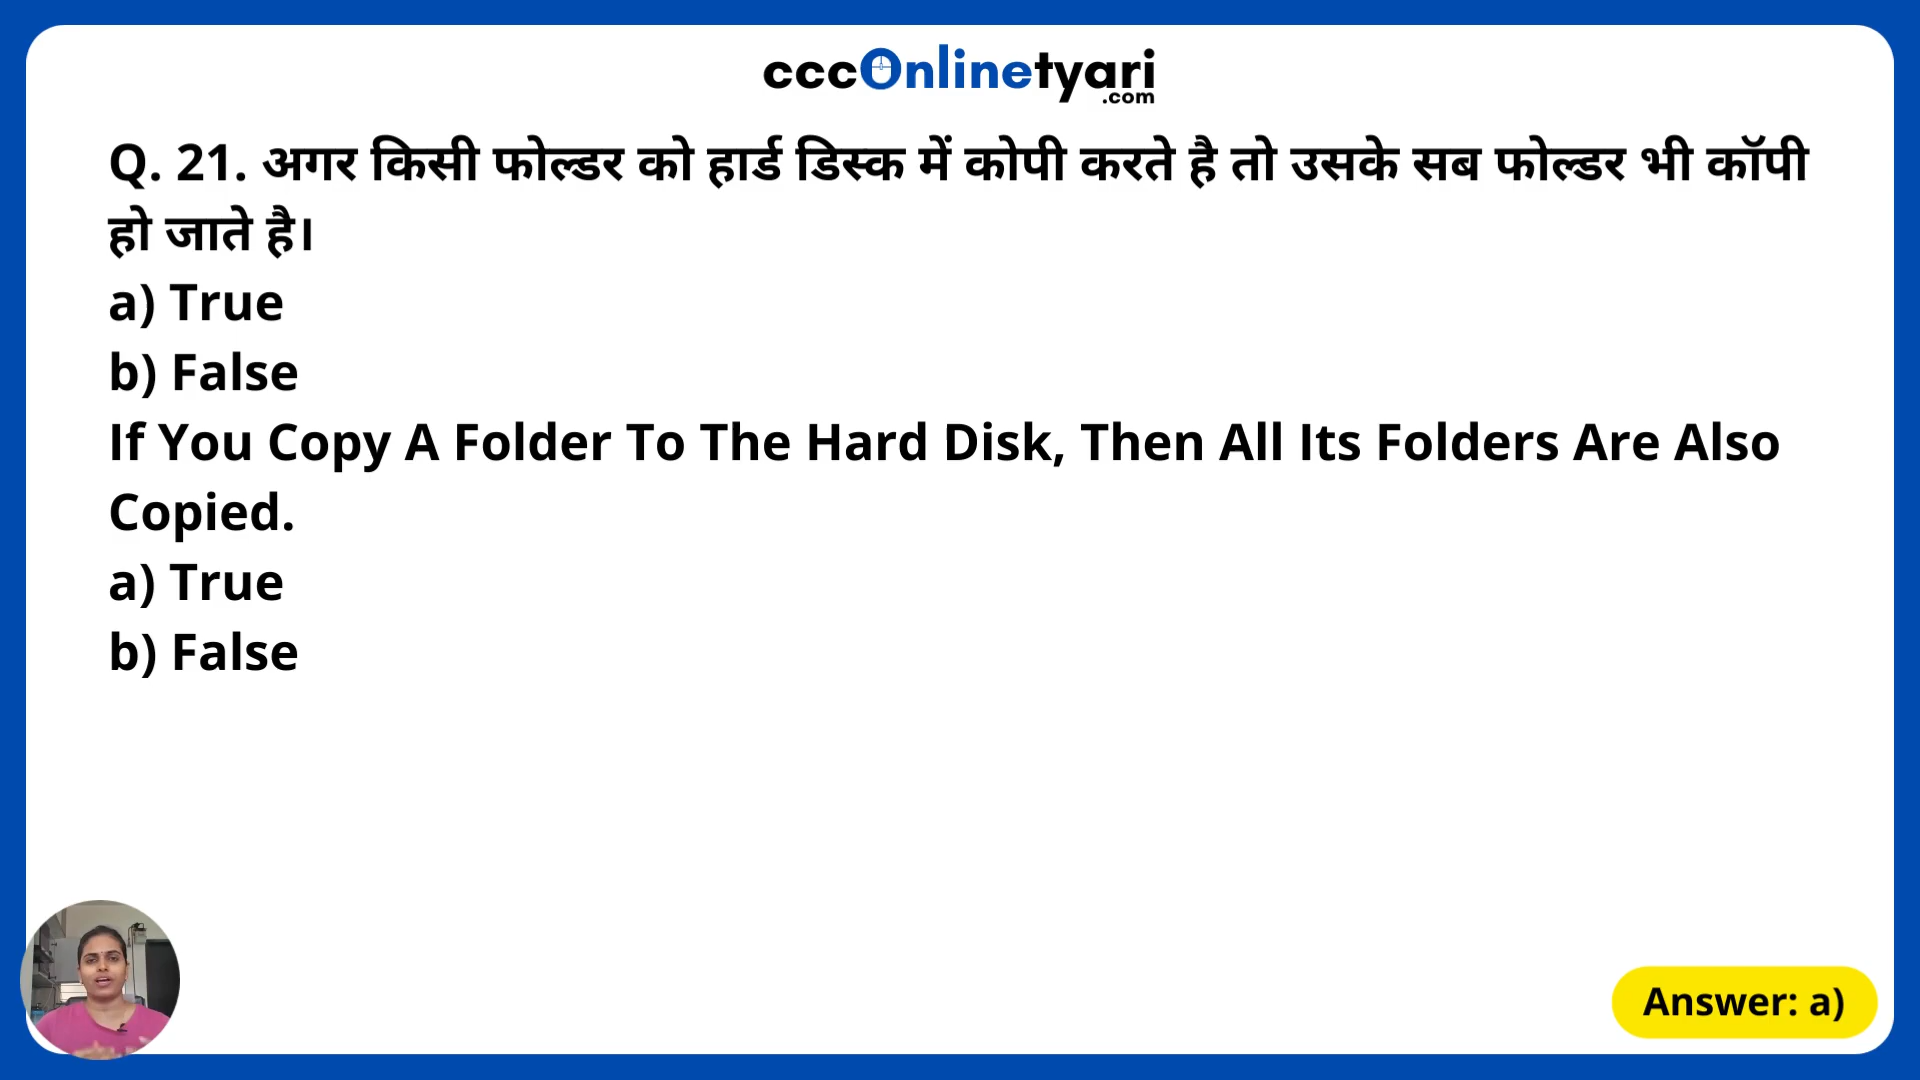 cccOnlinetyari
.com
Q. 21. अगर किसी फोल्डर को हार्ड डिस्क में कोपी करते है तो उसके सब फोल्डर भी कॉपी
हो जाते है।
a) True
b) False
If You Copy A Folder To The Hard Disk, Then All Its Folders Are Also
Copied.
a) True
b) False
Answer: a)